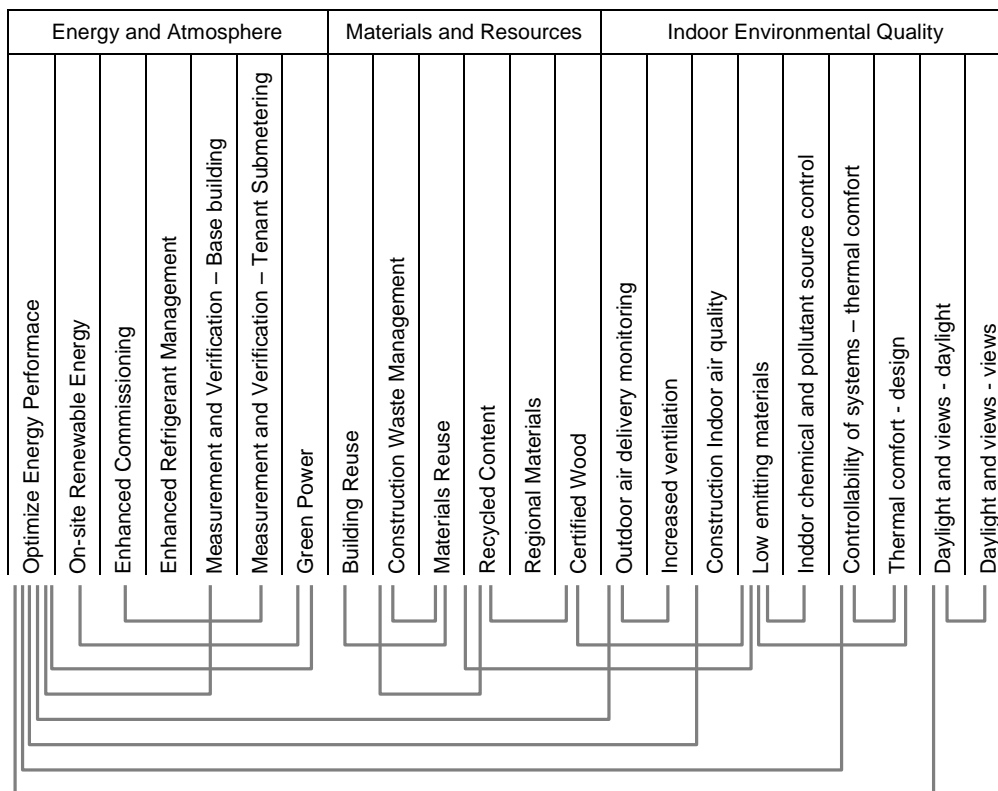 Energy and Atmosphere
Materials and Resources
Indoor Environmental Quality
Optimize Energy Performace
On-site Renewable Energy
Enhanced Commissioning
Enhanced Refrigerant Management
Measurement and Verification – Base building
Measurement and Verification – Tenant Submetering
Green Power
Building Reuse
Construction Waste Management
Materials Reuse
Recycled Content
Regional Materials
Certified Wood
Outdoor air delivery monitoring
Increased ventilation
Construction Indoor air quality
Low emitting materials
Inddor chemical and pollutant source control
Controllability of systems – thermal comfort
Thermal comfort - design
Daylight and views - daylight
Daylight and views - views